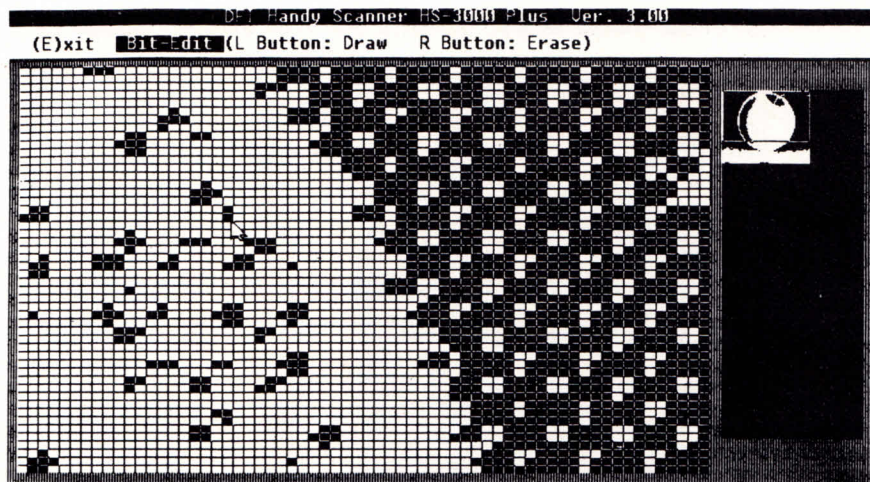 DFI Handy Scanner HS-3000 Plus Ver. 3.00
(E)xit Bit-Edit (L Button: Draw R Button: Erase)